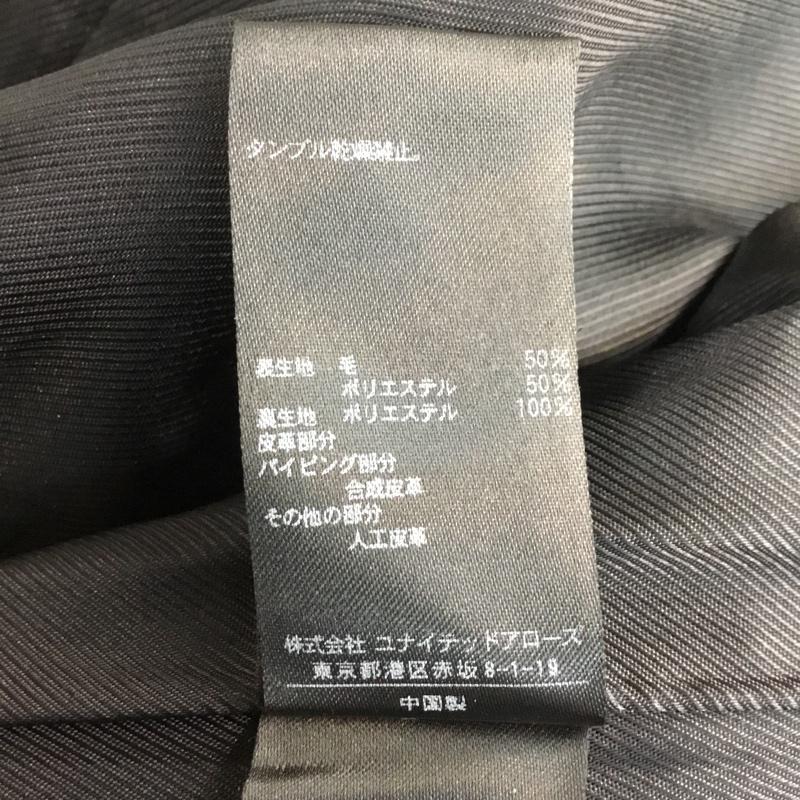 タンブル乾燥禁止。
表生地 毛 50%
ポリエステル 50%
裏生地 ポリエステル 100%
皮革部分
パイピング部分
合成皮革
その他の部分
人工皮革
株式会社 ユナイテッドアローズ
東京都港区赤坂8-1-19
中国製